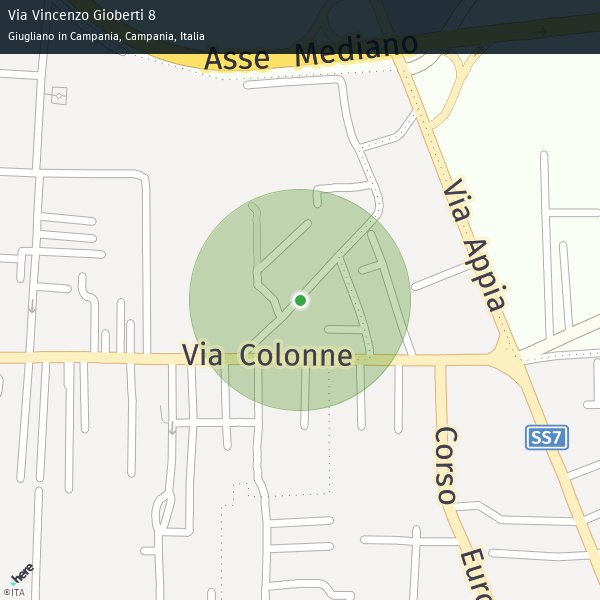 Via Vincenzo Gioberti 8
Giugliano in Campania, Campania, Italia
Asse Mediano
Via Appia
Via Colonne
SS7
Corso Euro
here
©ITA